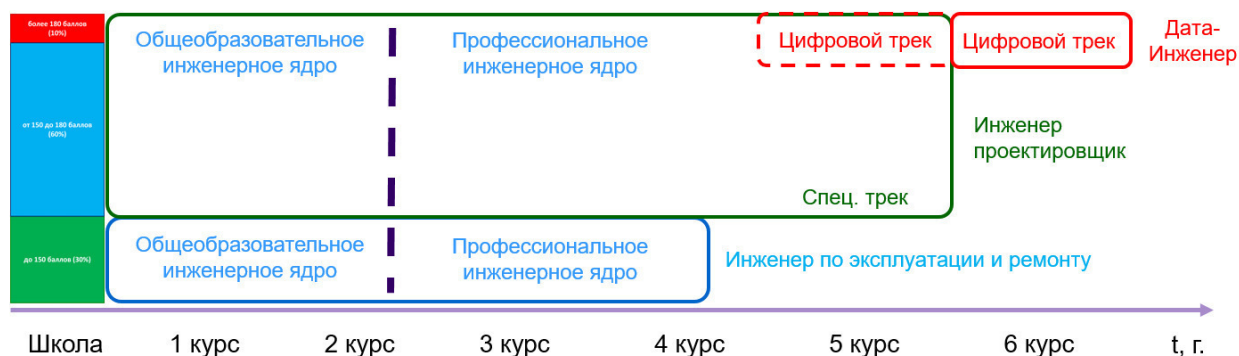 более 180 баллов
(10%)
Общеобразовательное
инженерное ядро
Профессиональное
инженерное ядро
Цифровой трек
Цифровой трек
Дата-
Инженер
от 150 до 180 баллов
(60%)
Инженер
проектировщик
Спец. трек
до 150 баллов (30%)
Общеобразовательное
инженерное ядро
Профессиональное
инженерное ядро
Инженер по эксплуатации и ремонту
Школа 1 курс 2 курс 3 курс 4 курс 5 курс 6 курс t, г.